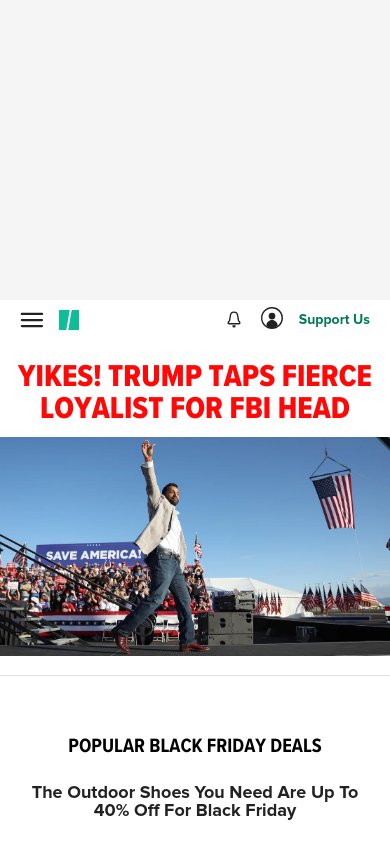 Support Us
YIKES! TRUMP TAPS FIERCE
LOYALIST FOR FBI HEAD
SAVE AMERICA!
POPULAR BLACK FRIDAY DEALS
The Outdoor Shoes You Need Are Up To
40% Off For Black Friday